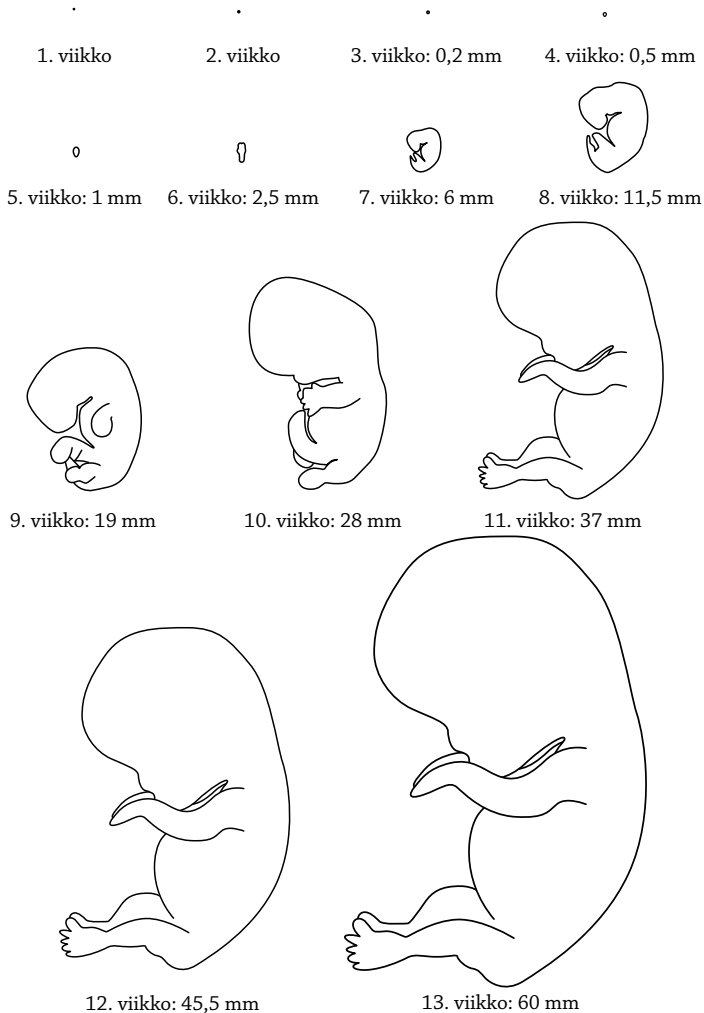 1. viikko
2. viikko
3. viikko: 0,2 mm
4. viikko: 0,5 mm
5. viikko: 1 mm
6. viikko: 2,5 mm
7. viikko: 6 mm
8. viikko: 11,5 mm
9. viikko: 19 mm
10. viikko: 28 mm
11. viikko: 37 mm
12. viikko: 45,5 mm
13. viikko: 60 mm